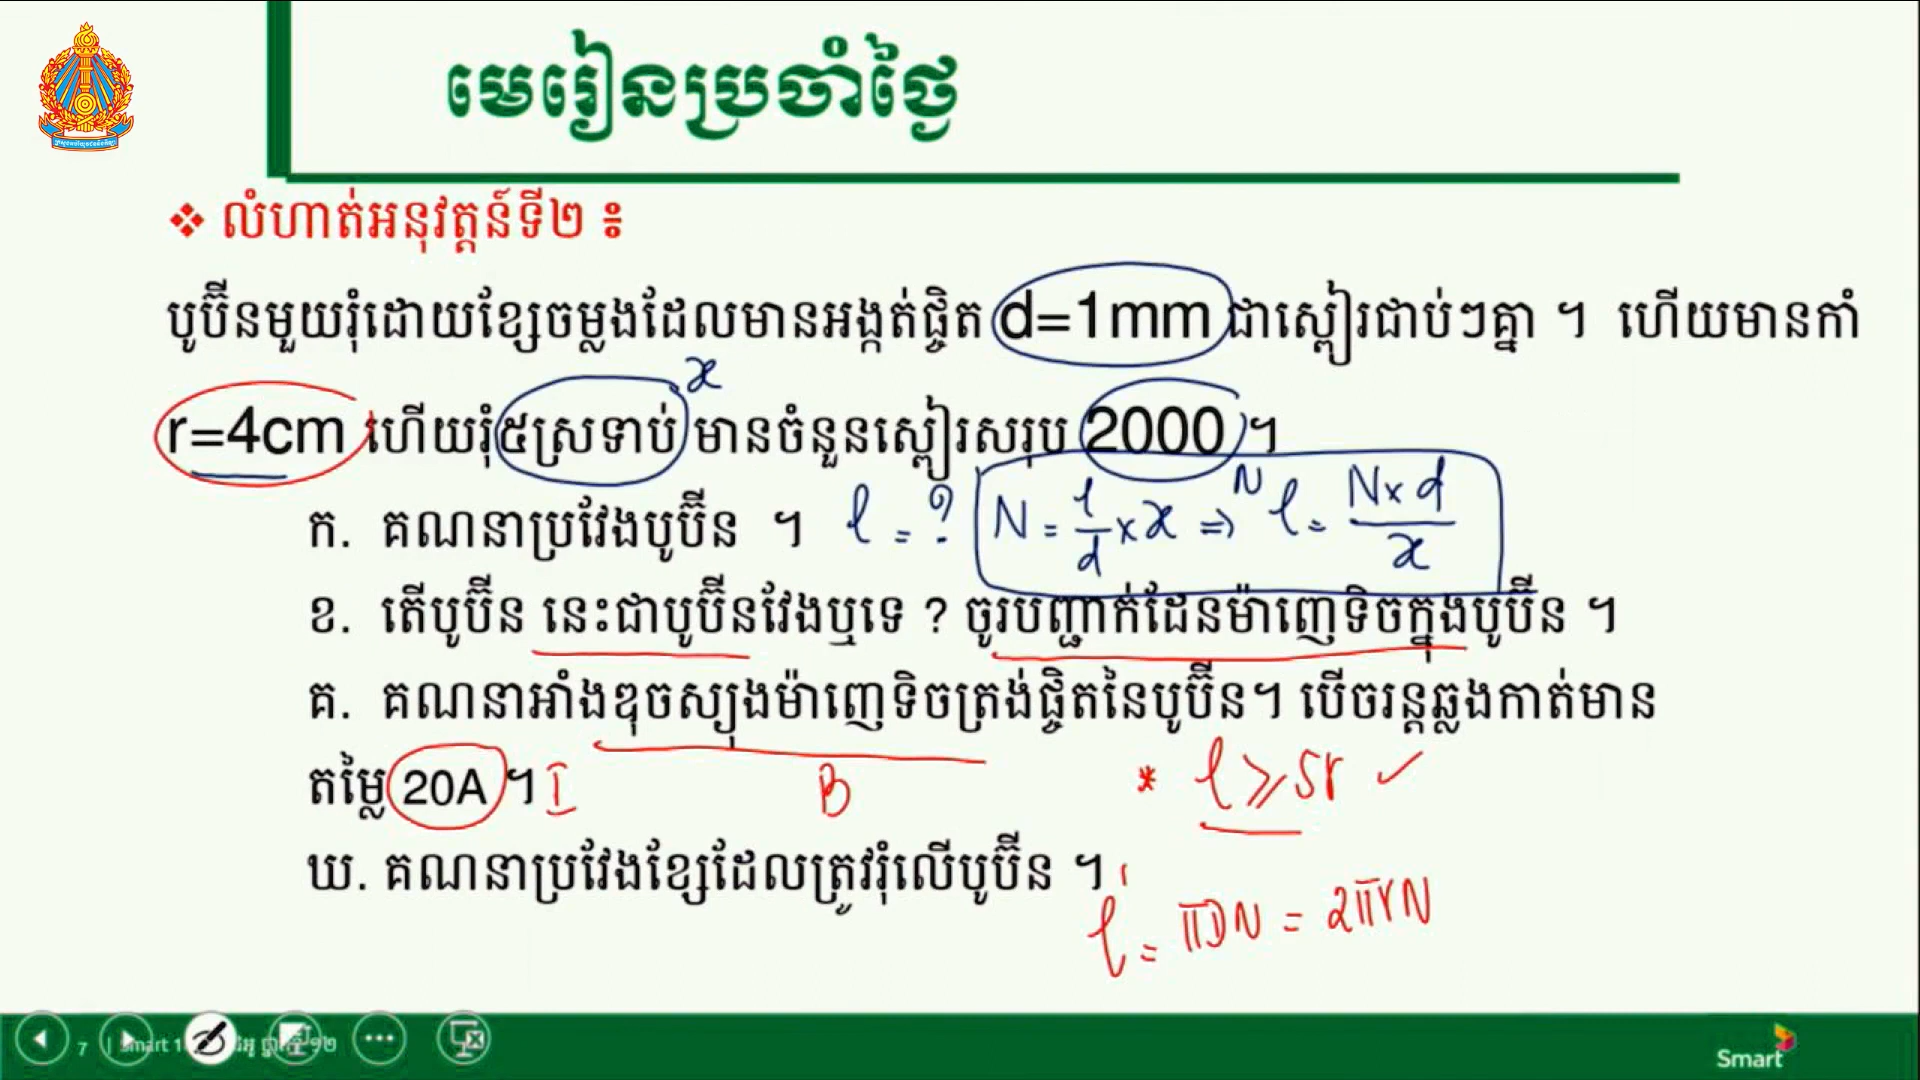 មេរៀនប្រចាំថ្ងៃ
❖ លំហាត់អនុវត្តន៍ទី២ ៖
បូប៊ីនមួយរុំដោយខ្សែចម្លងដែលមានអង្កត់ផ្ចិត d=1mm ជាស្ពៀរជាប់ៗគ្នា ។ ហើយមានកាំ
x
r=4cm ហើយរុំ៥ស្រទាប់ មានចំនួនស្ពៀរសរុប 2000 ។
N
ក. គណនាប្រវែងបូប៊ីន ។ l = ? N = l/d × x ⇒ l = N×d/x
ខ. តើបូប៊ីន នេះជាបូប៊ីនវែងឬទេ ? ចូរបញ្ជាក់ដែនម៉ាញេទិចក្នុងបូប៊ីន ។
គ. គណនាអាំងឌុចស្យុងម៉ាញេទិចត្រង់ផ្ចិតនៃបូប៊ីន។ បើចរន្តឆ្លងកាត់មាន
តម្លៃ 20A ។ I B * l ⩾ 5r ✓
ឃ. គណនាប្រវែងខ្សែដែលត្រូវរុំលើបូប៊ីន ។
l' = πDN = 2πrN
7 | Smart 1
Smart